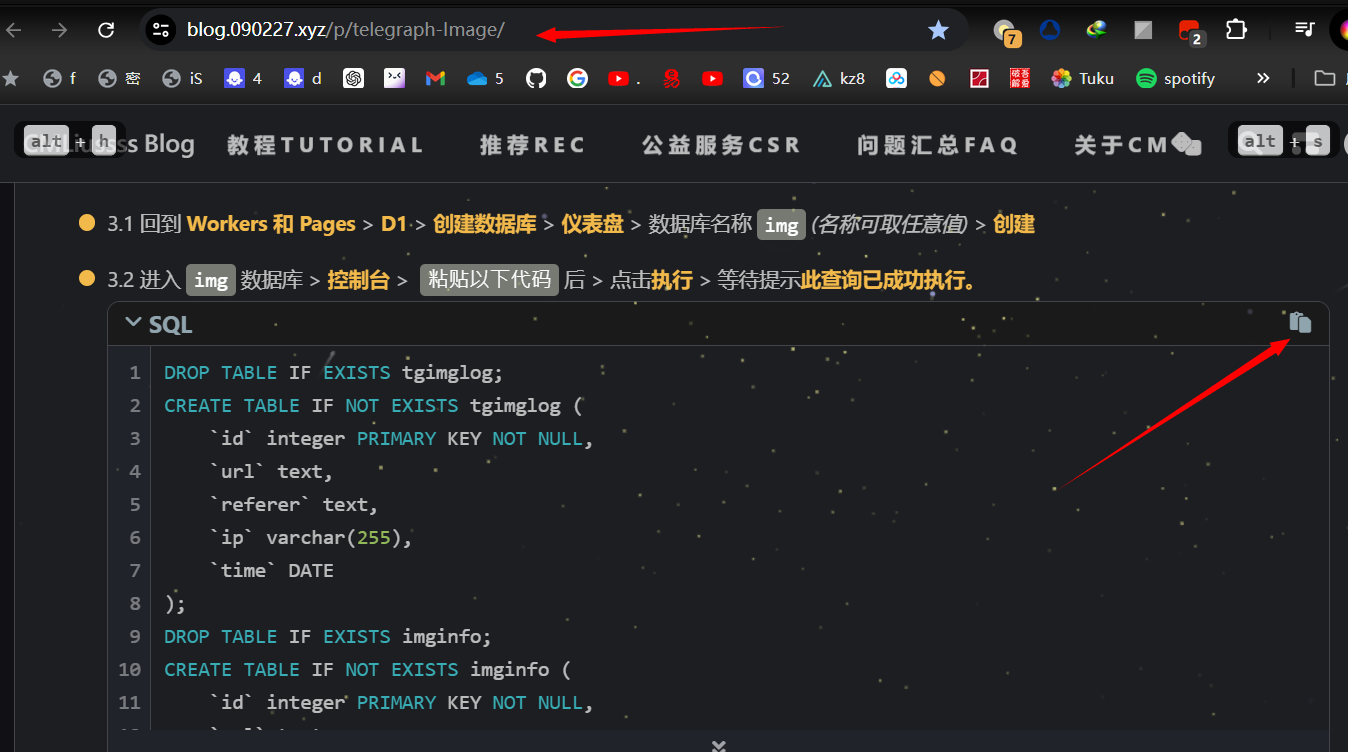 blog.090227.xyz/p/telegraph-Image/
7
2
f
密
iS
4
d
5
.
52
kz8
破吾
解爱
Tuku
spotify
»
alt + h
s Blog
教程TUTORIAL
推荐REC
公益服务CSR
问题汇总FAQ
关于CM
alt + s
3.1 回到 Workers 和 Pages > D1 > 创建数据库 > 仪表盘 > 数据库名称 img (名称可取任意值) > 创建
3.2 进入 img 数据库 > 控制台 > 粘贴以下代码 后 > 点击执行 > 等待提示此查询已成功执行。
SQL
1 DROP TABLE IF EXISTS tgimglog;
2 CREATE TABLE IF NOT EXISTS tgimglog (
3 `id` integer PRIMARY KEY NOT NULL,
4 `url` text,
5 `referer` text,
6 `ip` varchar(255),
7 `time` DATE
8 );
9 DROP TABLE IF EXISTS imginfo;
10 CREATE TABLE IF NOT EXISTS imginfo (
11 `id` integer PRIMARY KEY NOT NULL,